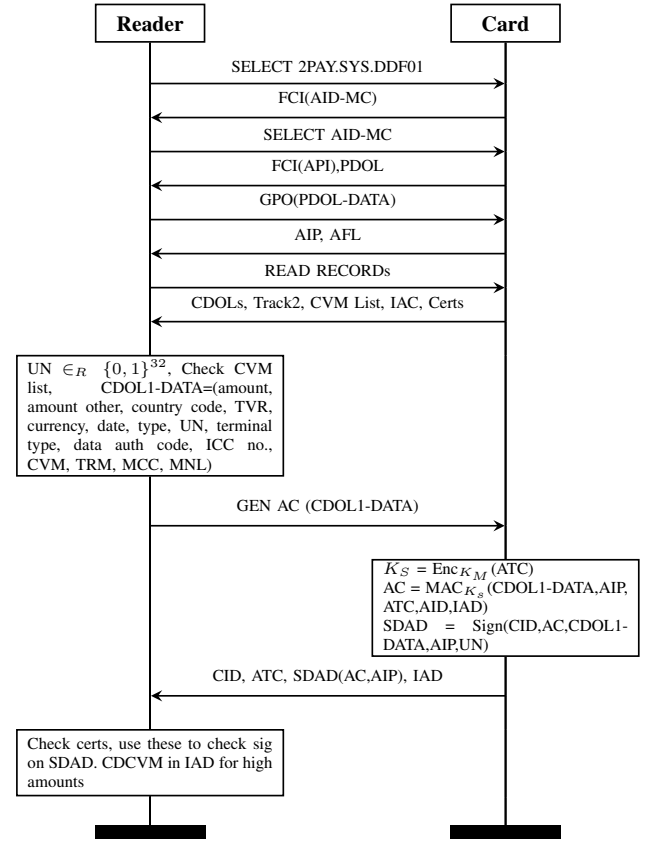 Reader Card
SELECT 2PAY.SYS.DDF01
FCI(AID-MC)
SELECT AID-MC
FCI(API),PDOL
GPO(PDOL-DATA)
AIP, AFL
READ RECORDs
CDOLs, Track2, CVM List, IAC, Certs
UN ∈R {0, 1}^32, Check CVM
list, CDOL1-DATA=(amount,
amount other, country code, TVR,
currency, date, type, UN, terminal
type, data auth code, ICC no.,
CVM, TRM, MCC, MNL)
GEN AC (CDOL1-DATA)
KS = EncKM(ATC)
AC = MACKs(CDOL1-DATA,AIP,
ATC,AID,IAD)
SDAD = Sign(CID,AC,CDOL1-
DATA,AIP,UN)
CID, ATC, SDAD(AC,AIP), IAD
Check certs, use these to check sig
on SDAD. CDCVM in IAD for high
amounts